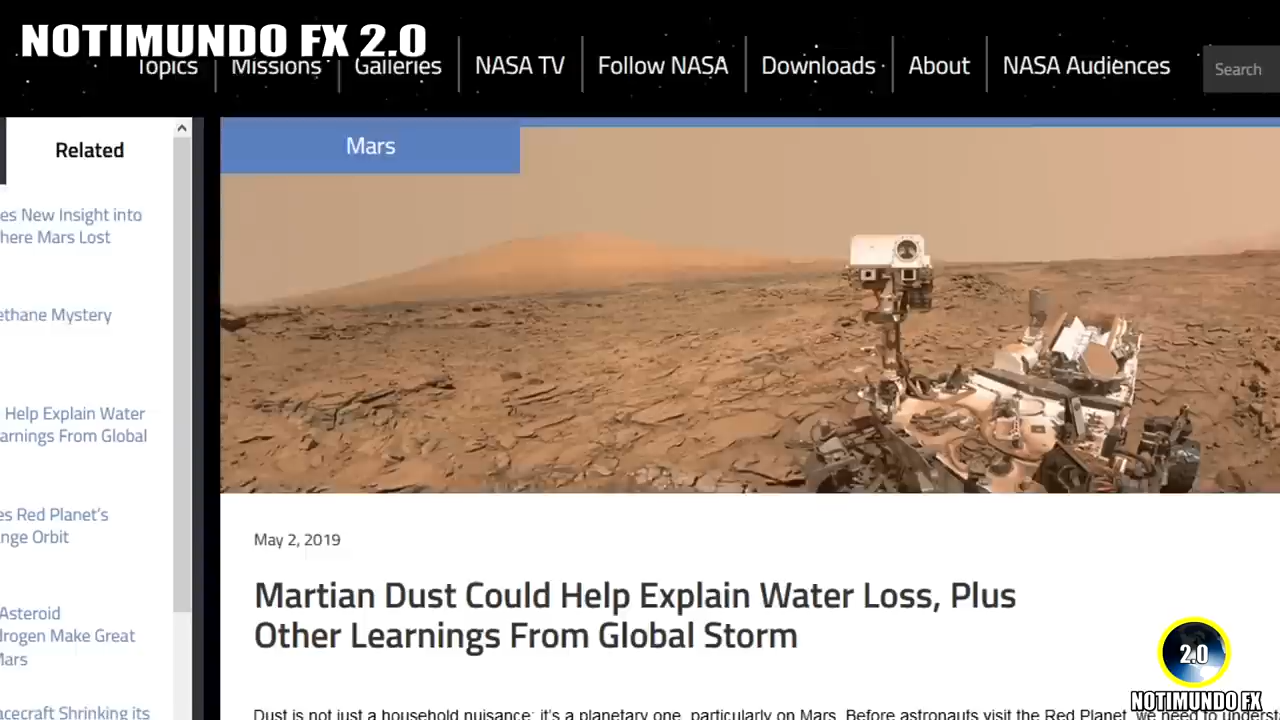 NOTIMUNDO FX 2.0
Topics
Missions
Galleries
NASA TV
Follow NASA
Downloads
About
NASA Audiences
Search
Related
es New Insight into
here Mars Lost
ethane Mystery
Help Explain Water
arnings From Global
es Red Planet's
nge Orbit
Asteroid
drogen Make Great
Mars
acecraft Shrinking its
Mars
May 2, 2019
Martian Dust Could Help Explain Water Loss, Plus
Other Learnings From Global Storm
Dust is not just a household nuisance; it's a planetary one, particularly on Mars. Before astronauts visit the Red Planet, we need to
2.0
NOTIMUNDO FX